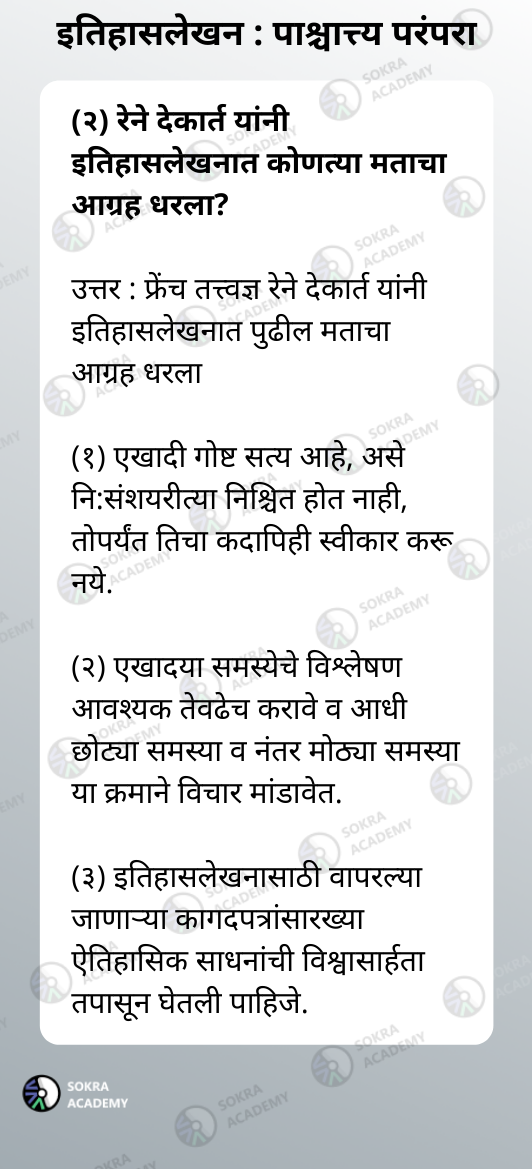 इतिहासलेखन : पाश्चात्त्य परंपरा
(२) रेने देकार्त यांनी
इतिहासलेखनात कोणत्या मताचा
आग्रह धरला?
उत्तर : फ्रेंच तत्त्वज्ञ रेने देकार्त यांनी
इतिहासलेखनात पुढील मताचा
आग्रह धरला
(१) एखादी गोष्ट सत्य आहे, असे
नि:संशयरीत्या निश्चित होत नाही,
तोपर्यंत तिचा कदापिही स्वीकार करू
नये.
(२) एखादया समस्येचे विश्लेषण
आवश्यक तेवढेच करावे व आधी
छोट्या समस्या व नंतर मोठ्या समस्या
या क्रमाने विचार मांडावेत.
(३) इतिहासलेखनासाठी वापरल्या
जाणाऱ्या कागदपत्रांसारख्या
ऐतिहासिक साधनांची विश्वासार्हता
तपासून घेतली पाहिजे.
SOKRA
ACADEMY